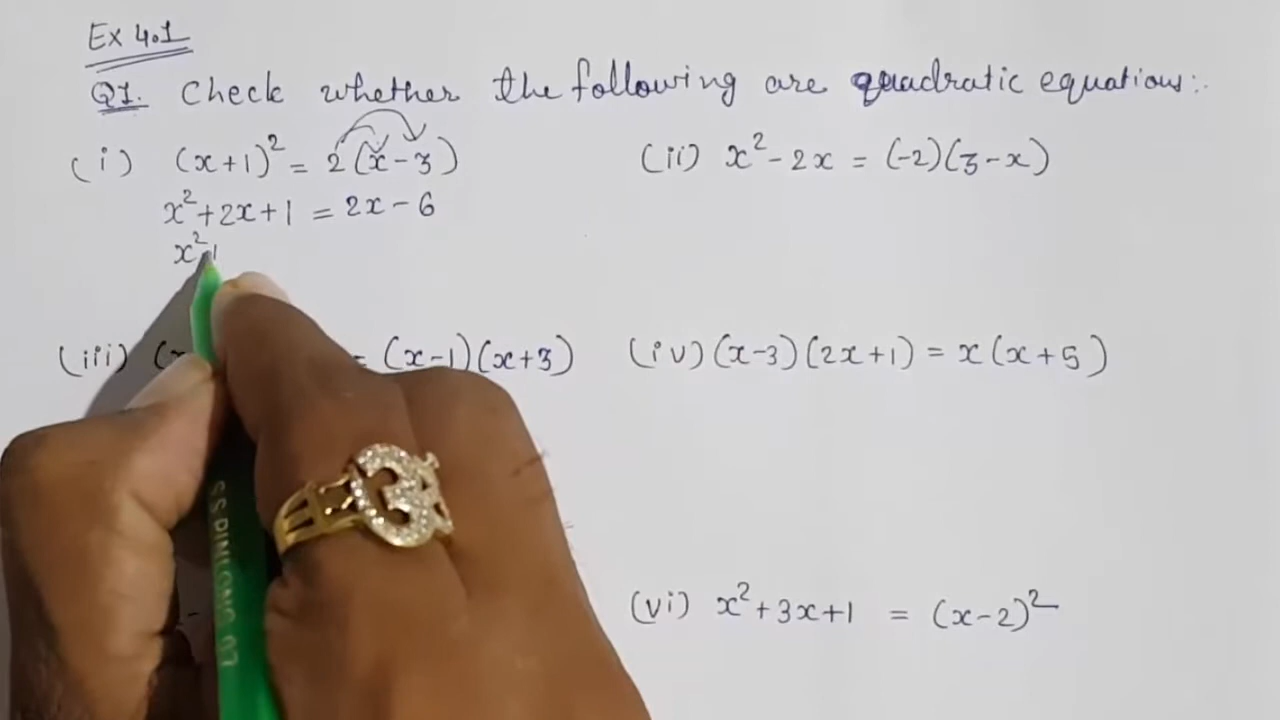 Ex 4.1
Q1. Check whether the following are quadratic equations:.
(i) (x+1)² = 2(x-3)
x²+2x+1 = 2x-6
x²
(ii) x²-2x = (-2)(3-x)
(iii) (x = (x-1)(x+3)
(iv) (x-3)(2x+1) = x(x+5)
(vi) x²+3x+1 = (x-2)²